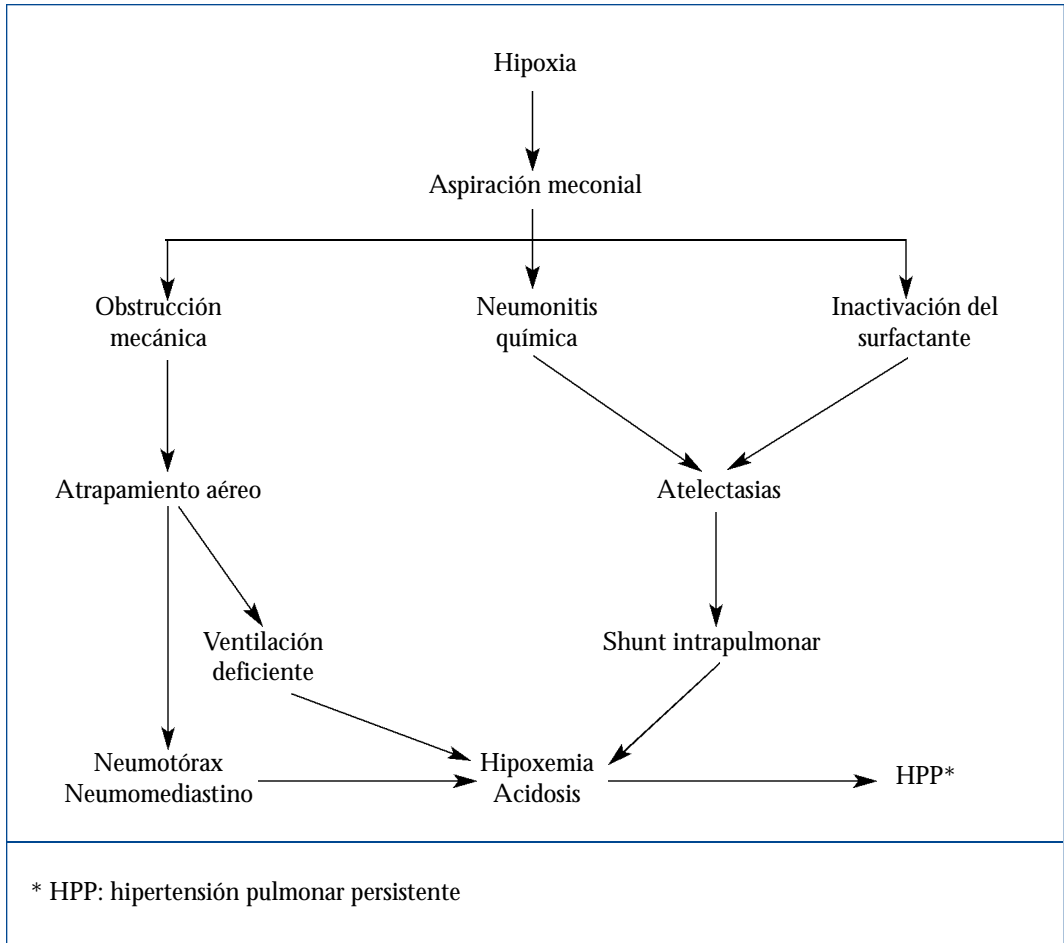 Hipoxia
Aspiración meconial
Obstrucción
mecánica
Neumonitis
química
Inactivación del
surfactante
Atrapamiento aéreo
Atelectasias
Ventilación
deficiente
Shunt intrapulmonar
Neumotórax
Neumomediastino
Hipoxemia
Acidosis
HPP*
* HPP: hipertensión pulmonar persistente